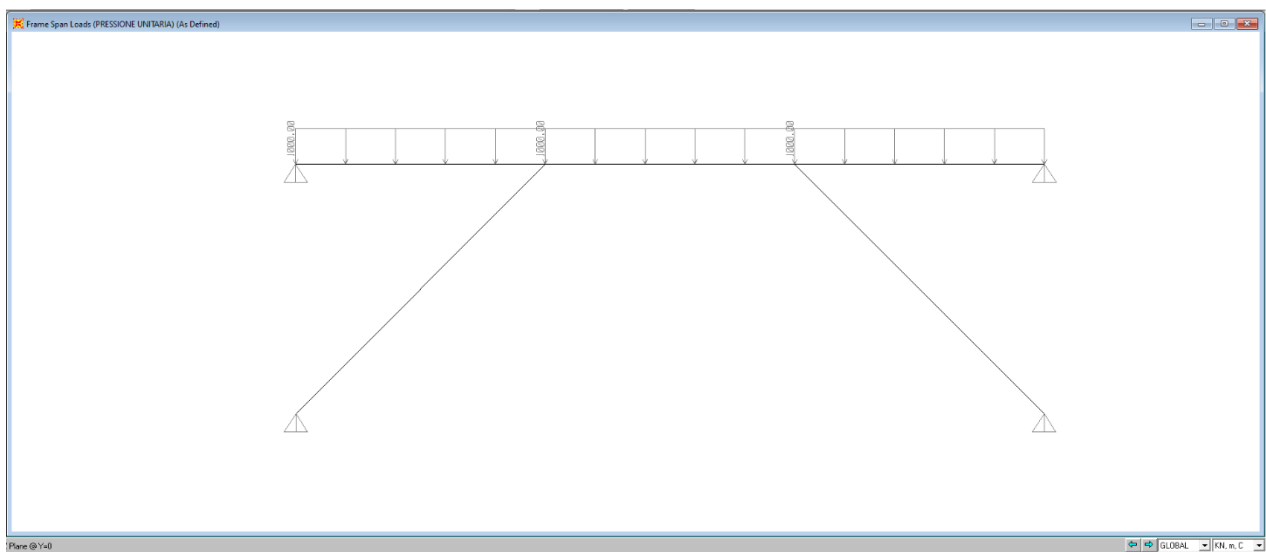 Frame Span Loads (PRESSIONE UNITARIA) (As Defined)
1000.00
1000.00
1000.00
Plane @ Y=0
GLOBAL
KN, m, C